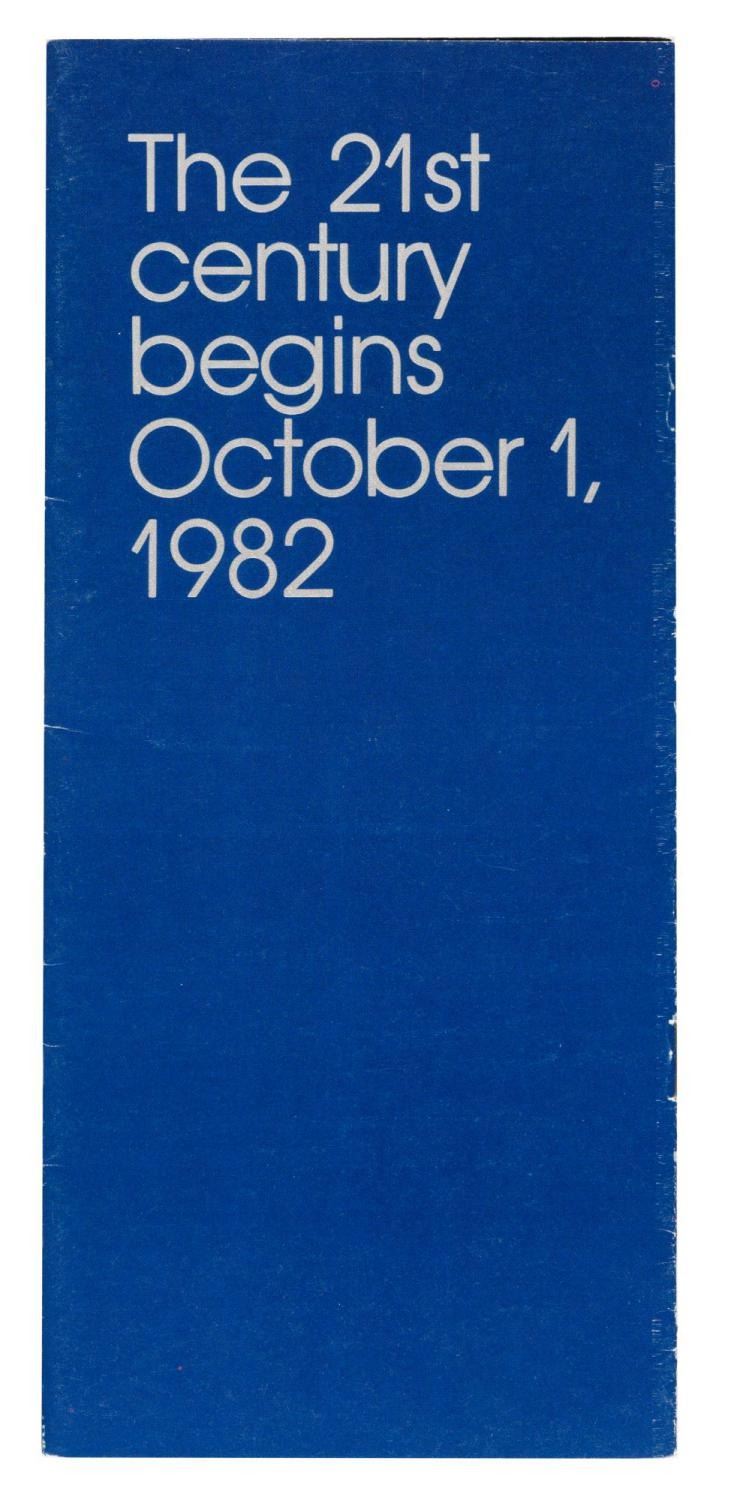 The 21st
century
begins
October 1,
1982